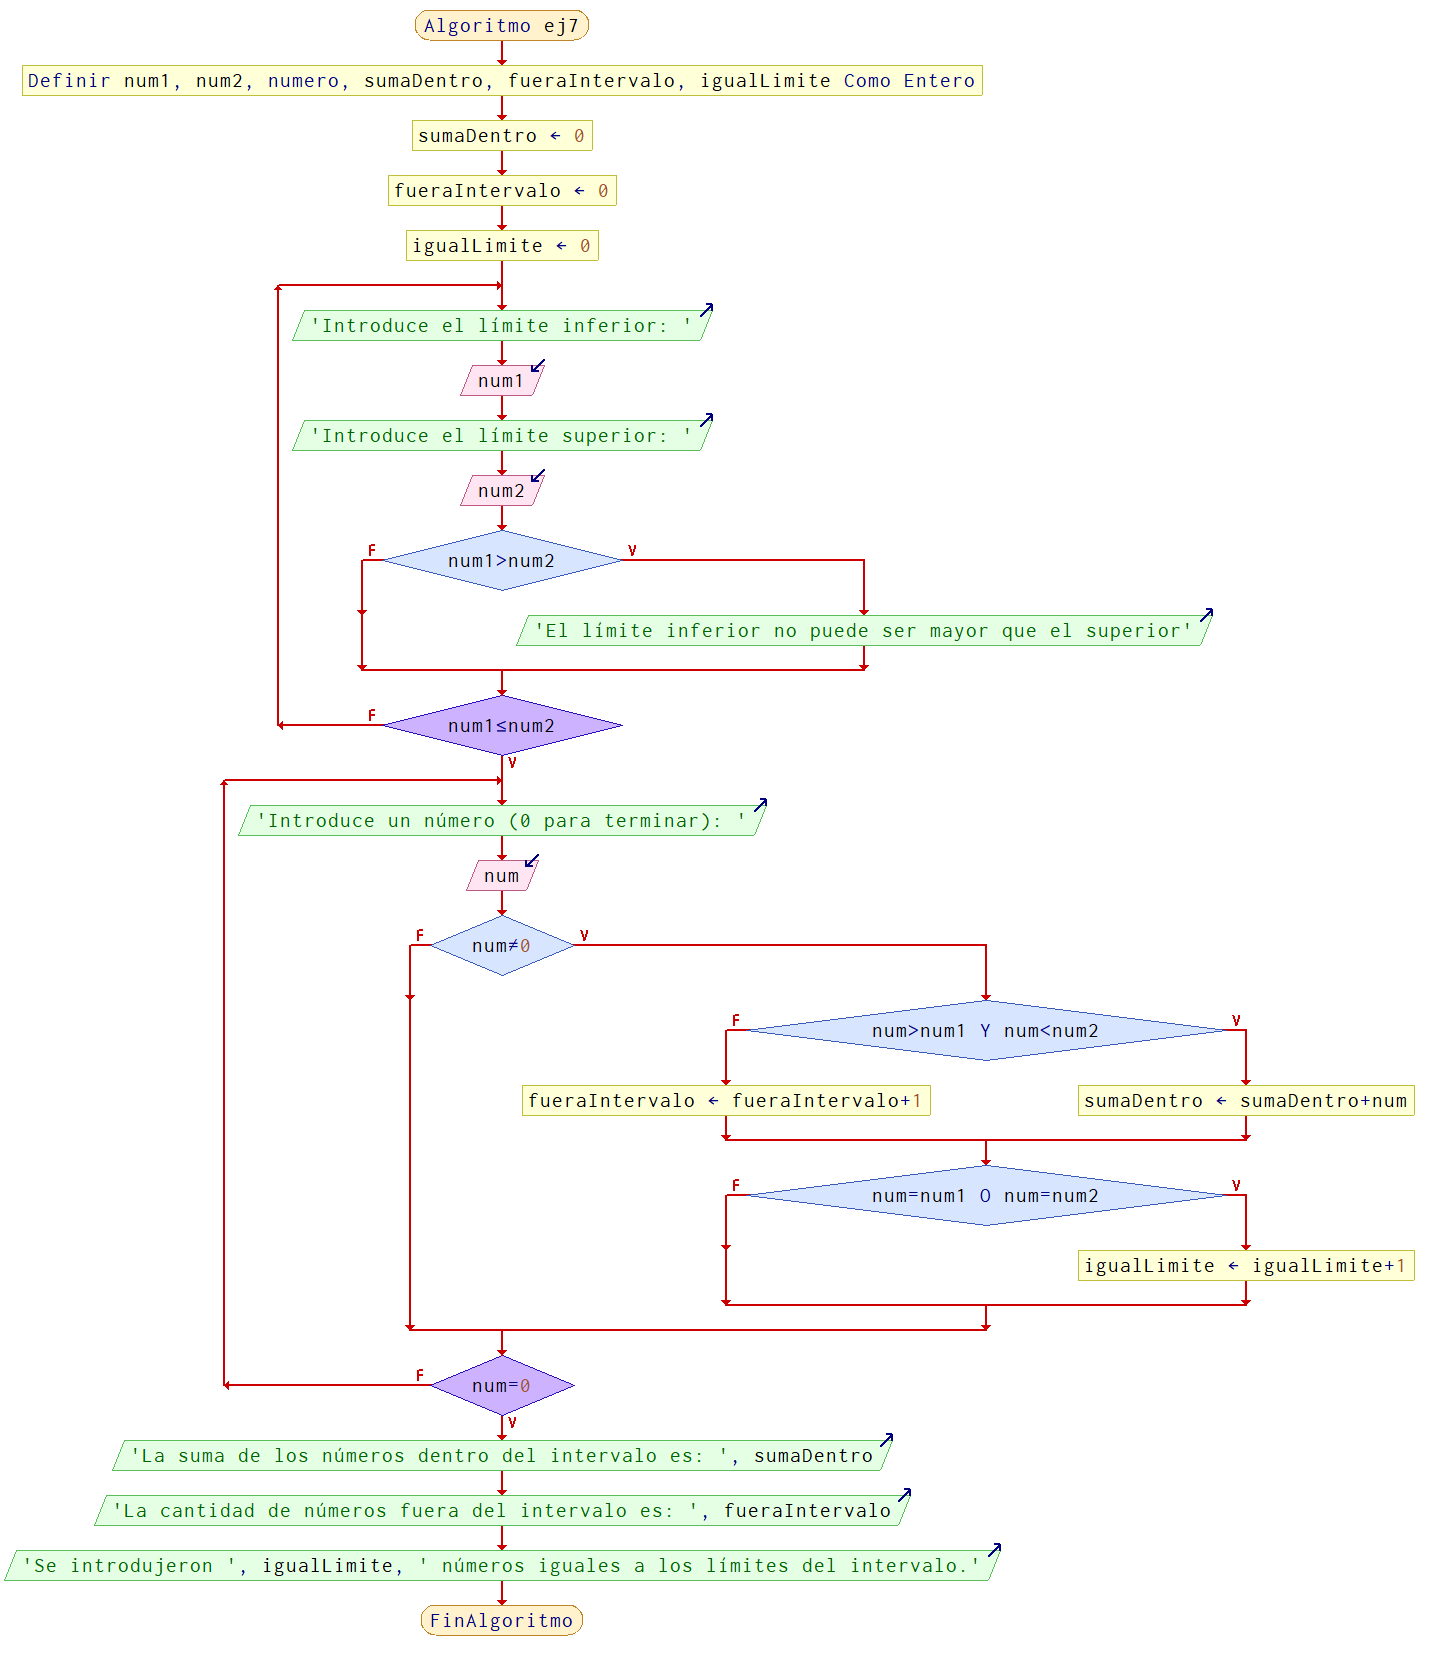 Algoritmo ej7
Definir num1, num2, numero, sumaDentro, fueraIntervalo, igualLimite Como Entero
sumaDentro ← 0
fueraIntervalo ← 0
igualLimite ← 0
'Introduce el límite inferior: '
num1
'Introduce el límite superior: '
num2
F
V
num1>num2
'El límite inferior no puede ser mayor que el superior'
F
num1≤num2
V
'Introduce un número (0 para terminar): '
num
F
V
num≠0
F
V
num>num1 Y num<num2
fueraIntervalo ← fueraIntervalo+1
sumaDentro ← sumaDentro+num
F
V
num=num1 O num=num2
igualLimite ← igualLimite+1
F
num=0
V
'La suma de los números dentro del intervalo es: ', sumaDentro
'La cantidad de números fuera del intervalo es: ', fueraIntervalo
'Se introdujeron ', igualLimite, ' números iguales a los límites del intervalo.'
FinAlgoritmo